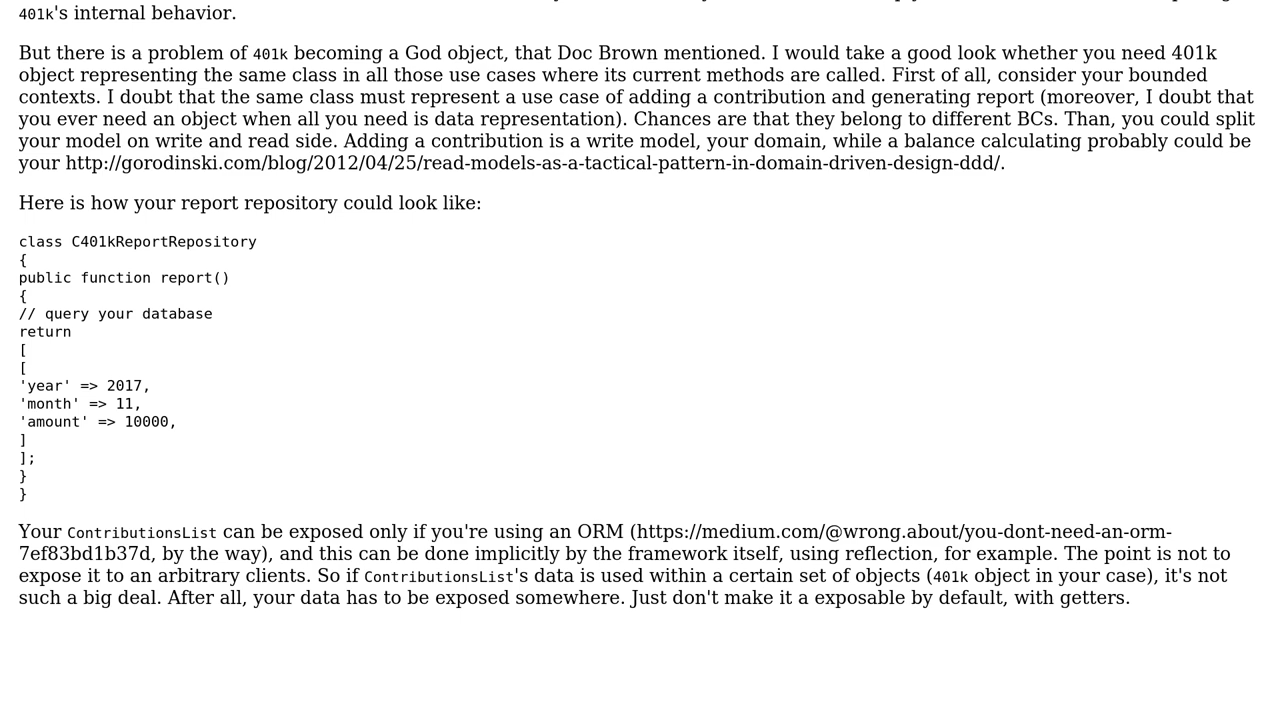 401k's internal behavior.
But there is a problem of 401k becoming a God object, that Doc Brown mentioned. I would take a good look whether you need 401k
object representing the same class in all those use cases where its current methods are called. First of all, consider your bounded
contexts. I doubt that the same class must represent a use case of adding a contribution and generating report (moreover, I doubt that
you ever need an object when all you need is data representation). Chances are that they belong to different BCs. Than, you could split
your model on write and read side. Adding a contribution is a write model, your domain, while a balance calculating probably could be
your http://gorodinski.com/blog/2012/04/25/read-models-as-a-tactical-pattern-in-domain-driven-design-ddd/.
Here is how your report repository could look like:
class C401kReportRepository
{
public function report()
{
// query your database
return
[
[
'year' => 2017,
'month' => 11,
'amount' => 10000,
]
];
}
}
Your ContributionsList can be exposed only if you're using an ORM (https://medium.com/@wrong.about/you-dont-need-an-orm-
7ef83bd1b37d, by the way), and this can be done implicitly by the framework itself, using reflection, for example. The point is not to
expose it to an arbitrary clients. So if ContributionsList's data is used within a certain set of objects (401k object in your case), it's not
such a big deal. After all, your data has to be exposed somewhere. Just don't make it a exposable by default, with getters.